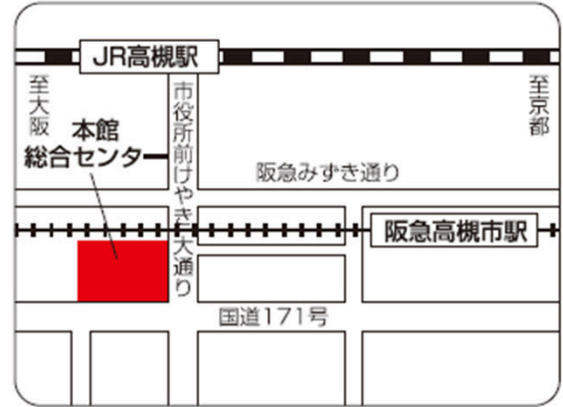 JR高槻駅
至大阪
至京都
市役所前けやき大通り
本館
総合センター
阪急みずき通り
阪急高槻市駅
国道171号